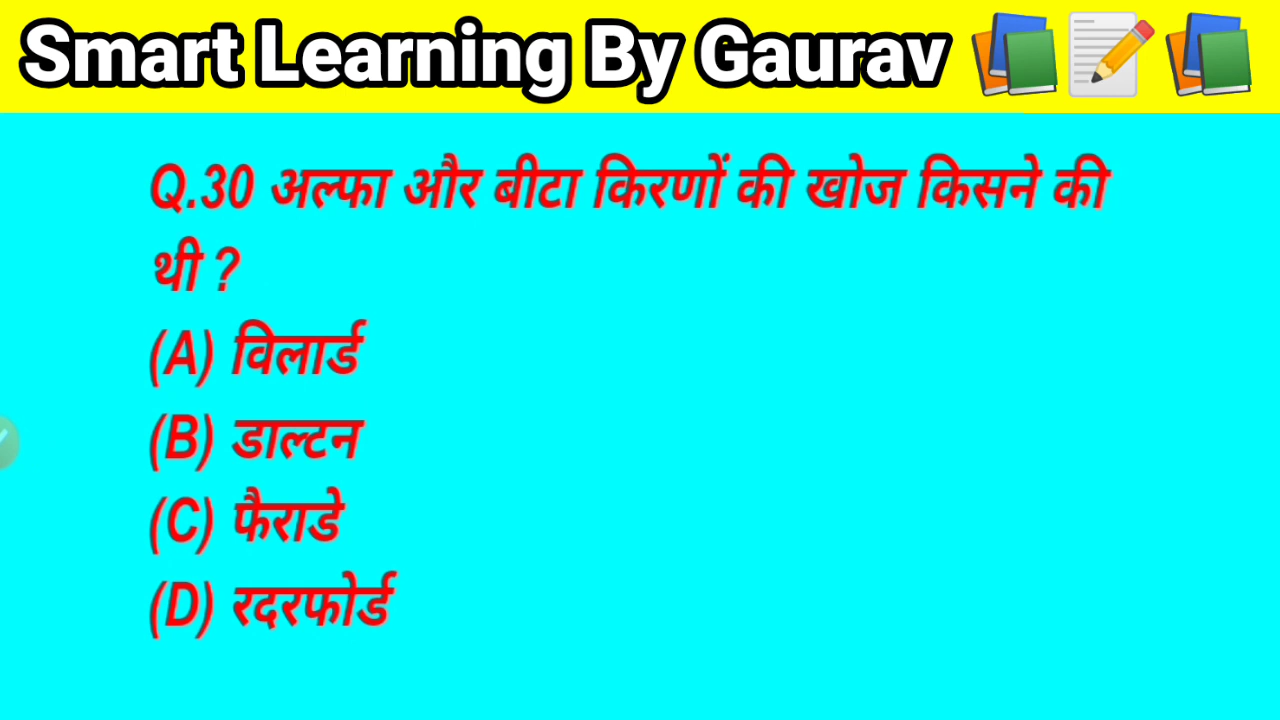 Smart Learning By Gaurav
Q.30 अल्फा और बीटा किरणों की खोज किसने की
थी ?
(A) विलार्ड
(B) डाल्टन
(C) फैराडे
(D) रदरफोर्ड